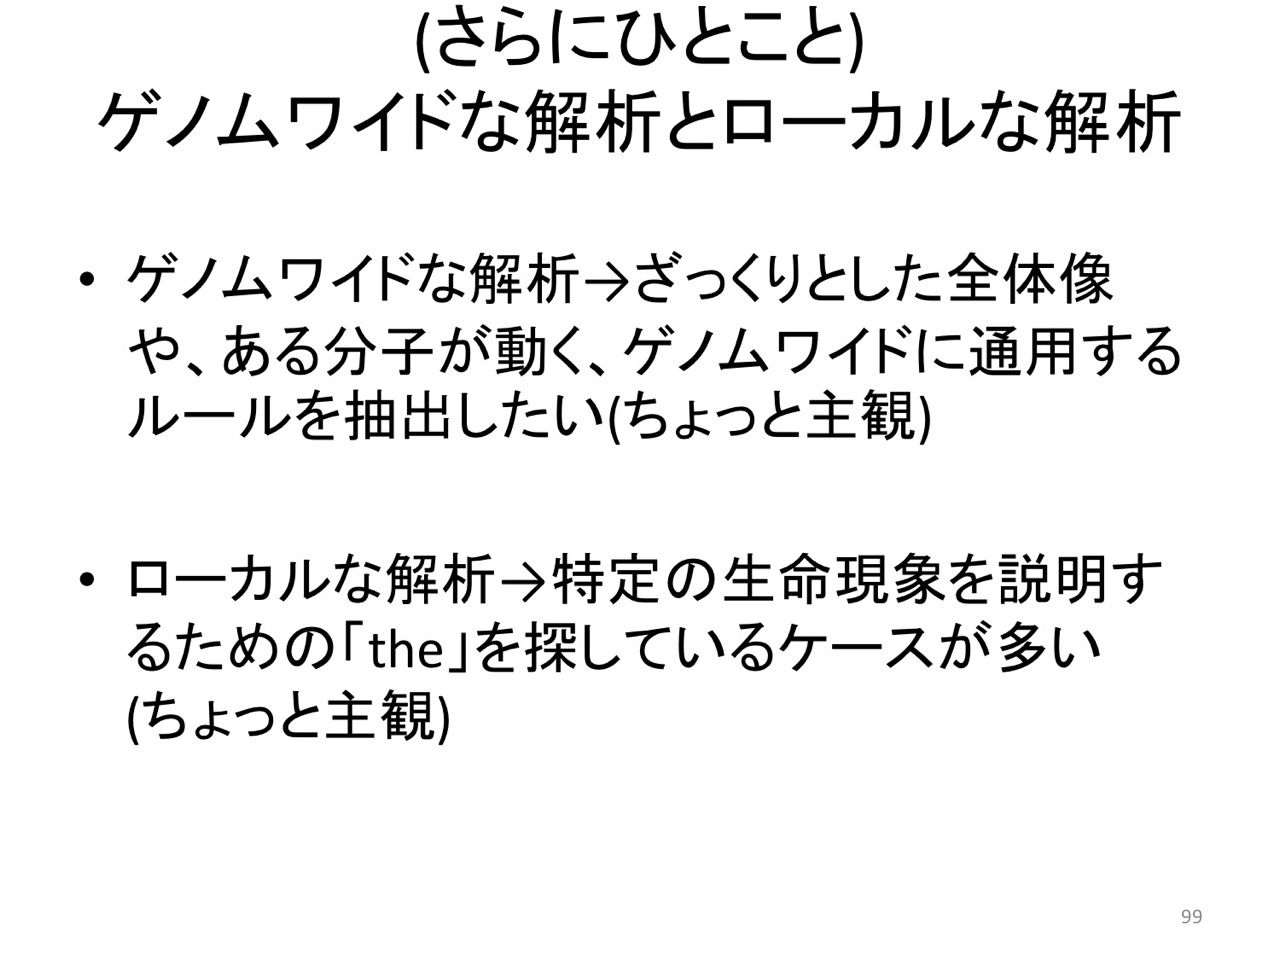 (さらにひとこと)
ゲノムワイドな解析とローカルな解析
• ゲノムワイドな解析→ざっくりとした全体像
や、ある分子が動く、ゲノムワイドに通用する
ルールを抽出したい(ちょっと主観)
• ローカルな解析→特定の生命現象を説明す
るための「the」を探しているケースが多い
(ちょっと主観)
99